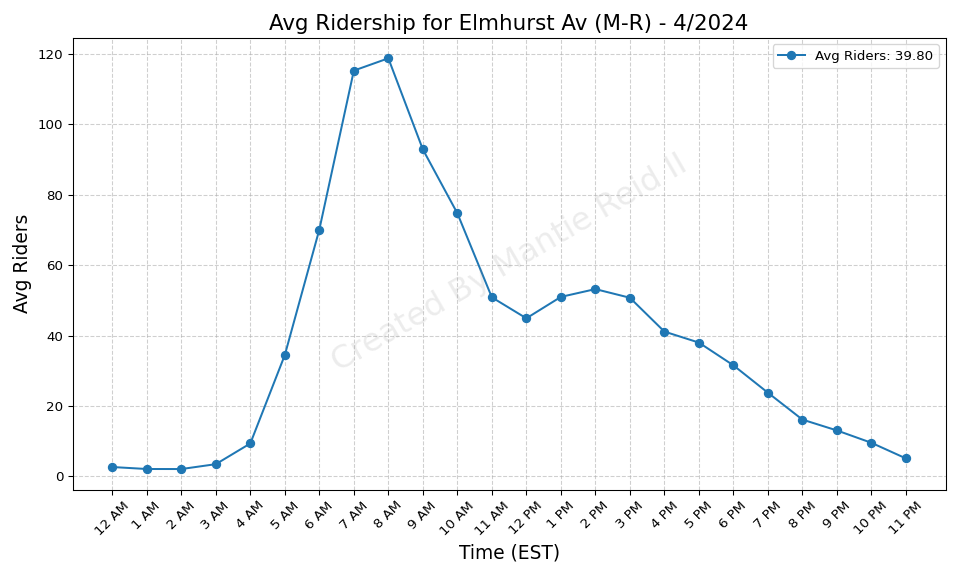 Avg Ridership for Elmhurst Av (M-R) - 4/2024
Avg Riders: 39.80
120
100
80
60
40
20
0
Avg Riders
Created By Mantle Reid II
12 AM
1 AM
2 AM
3 AM
4 AM
5 AM
6 AM
7 AM
8 AM
9 AM
10 AM
11 AM
12 PM
1 PM
2 PM
3 PM
4 PM
5 PM
6 PM
7 PM
8 PM
9 PM
10 PM
11 PM
Time (EST)